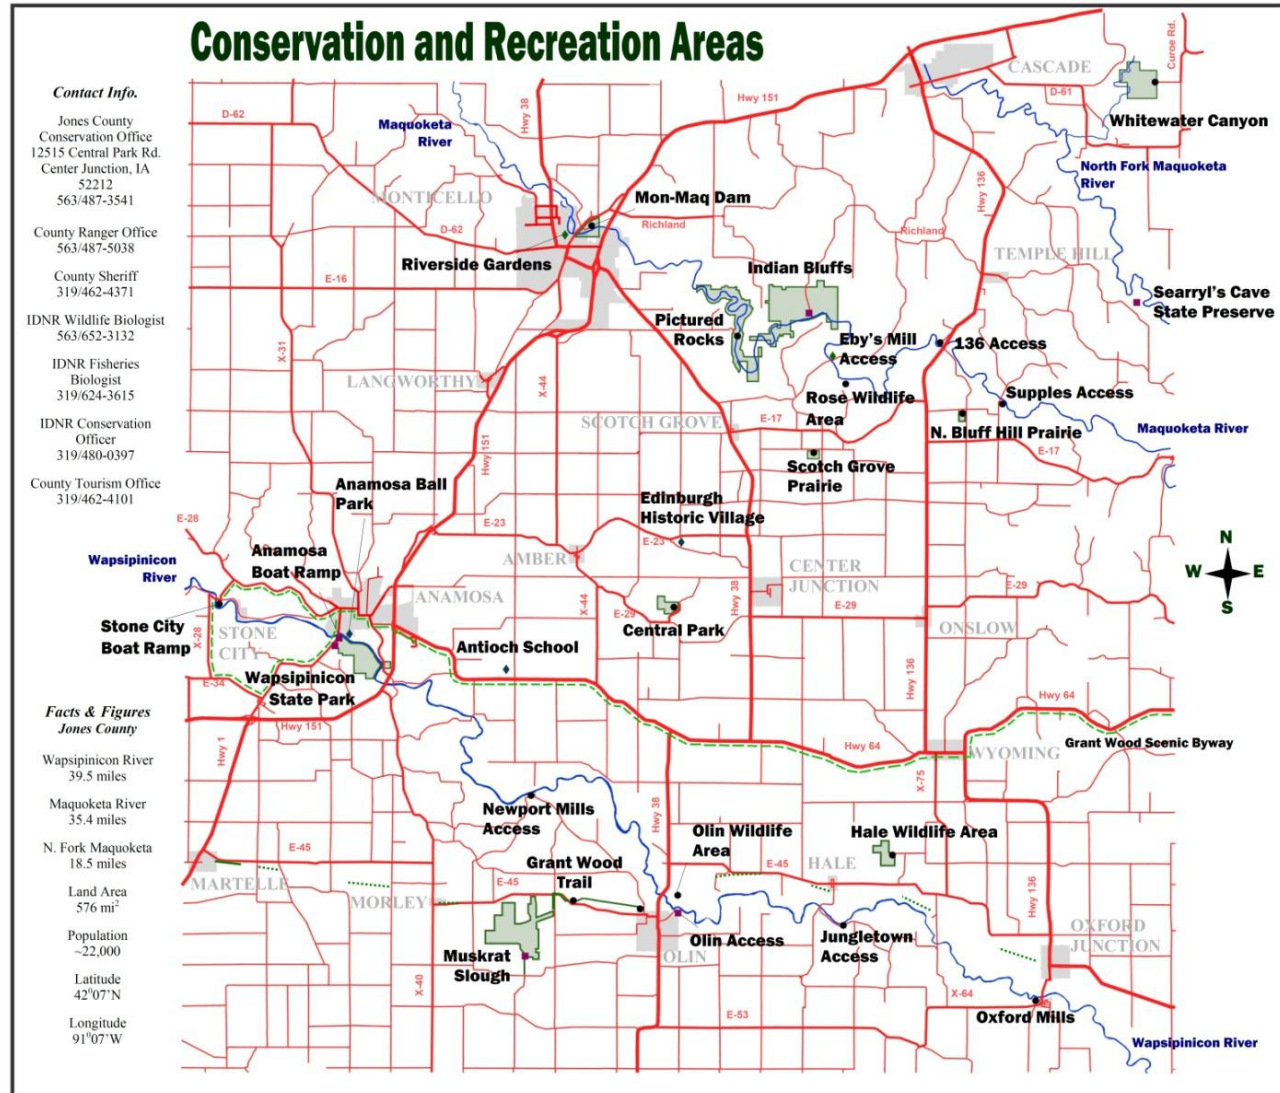 Conservation and Recreation Areas
Contact Info.
Jones County
Conservation Office
12515 Central Park Rd.
Center Junction, IA
52212
563/487-3541
County Ranger Office
563/487-5038
County Sheriff
319/462-4371
IDNR Wildlife Biologist
563/652-3132
IDNR Fisheries
Biologist
319/624-3615
IDNR Conservation
Officer
319/480-0397
County Tourism Office
319/462-4101
Facts & Figures
Jones County
Wapsipinicon River
39.5 miles
Maquoketa River
35.4 miles
N. Fork Maquoketa
18.5 miles
Land Area
576 mi²
Population
~22,000
Latitude
42⁰07'N
Longitude
91⁰07'W
D-62
Maquoketa
River
Hwy 38
Hwy 151
CASCADE
Curoe Rd.
D-61
Whitewater Canyon
North Fork Maquoketa
River
Hwy 136
MONTICELLO
Mon-Maq Dam
Richland
Richland
D-62
Riverside Gardens
E-16
TEMPLE HILL
Indian Bluffs
Searryl's Cave
State Preserve
Pictured
Rocks
Eby's Mill
Access
136 Access
X-31
LANGWORTHY
X-44
Rose Wildlife
Area
Supples Access
SCOTCH GROVE
E-17
N. Bluff Hill Prairie
Maquoketa River
E-17
Hwy 151
Scotch Grove
Prairie
Anamosa Ball
Park
Edinburgh
Historic Village
E-28
E-23
E-23
Wapsipinicon
River
Anamosa
Boat Ramp
AMBER
CENTER
JUNCTION
N
W
E
S
ANAMOSA
X-44
E-29
Hwy 38
E-29
E-29
Stone City
Boat Ramp
X-28
STONE
CITY
Central Park
ONSLOW
Antioch School
Wapsipinicon
State Park
E-34
Hwy 136
Hwy 64
Hwy 151
Hwy 1
Hwy 64
WYOMING
Grant Wood Scenic Byway
X-75
Newport Mills
Access
Hwy 38
Olin Wildlife
Area
Hale Wildlife Area
E-45
Grant Wood
Trail
E-45
HALE
MARTELLE
E-45
MORLEY
Hwy 136
OXFORD
JUNCTION
Muskrat
Slough
OLIN
Olin Access
Jungletown
Access
X-40
X-64
E-53
Oxford Mills
Wapsipinicon River